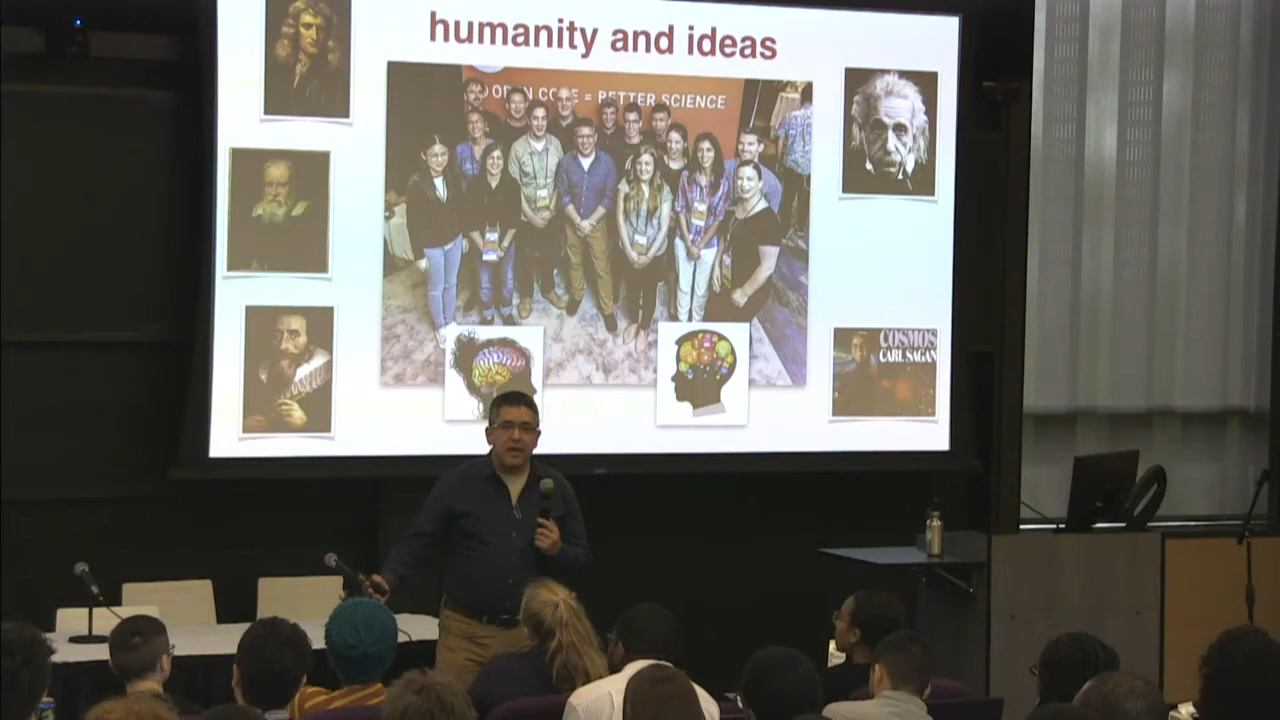 humanity and ideas
OPEN CODE = BETTER SCIENCE
COSMOS
CARL SAGAN